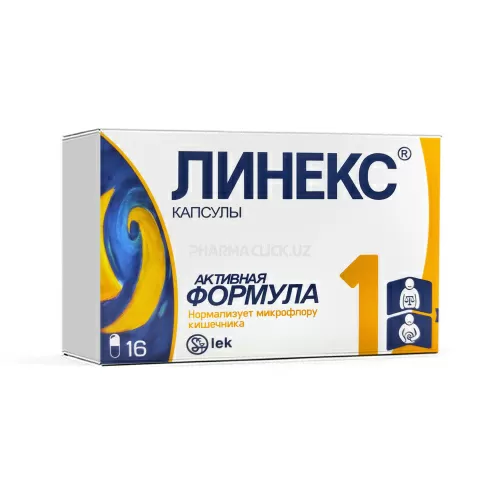 ЛИНЕКС®
КАПСУЛЫ
PHARMACLICK.UZ
АКТИВНАЯ
ФОРМУЛА
Нормализует микрофлору
кишечника
1
16
lek